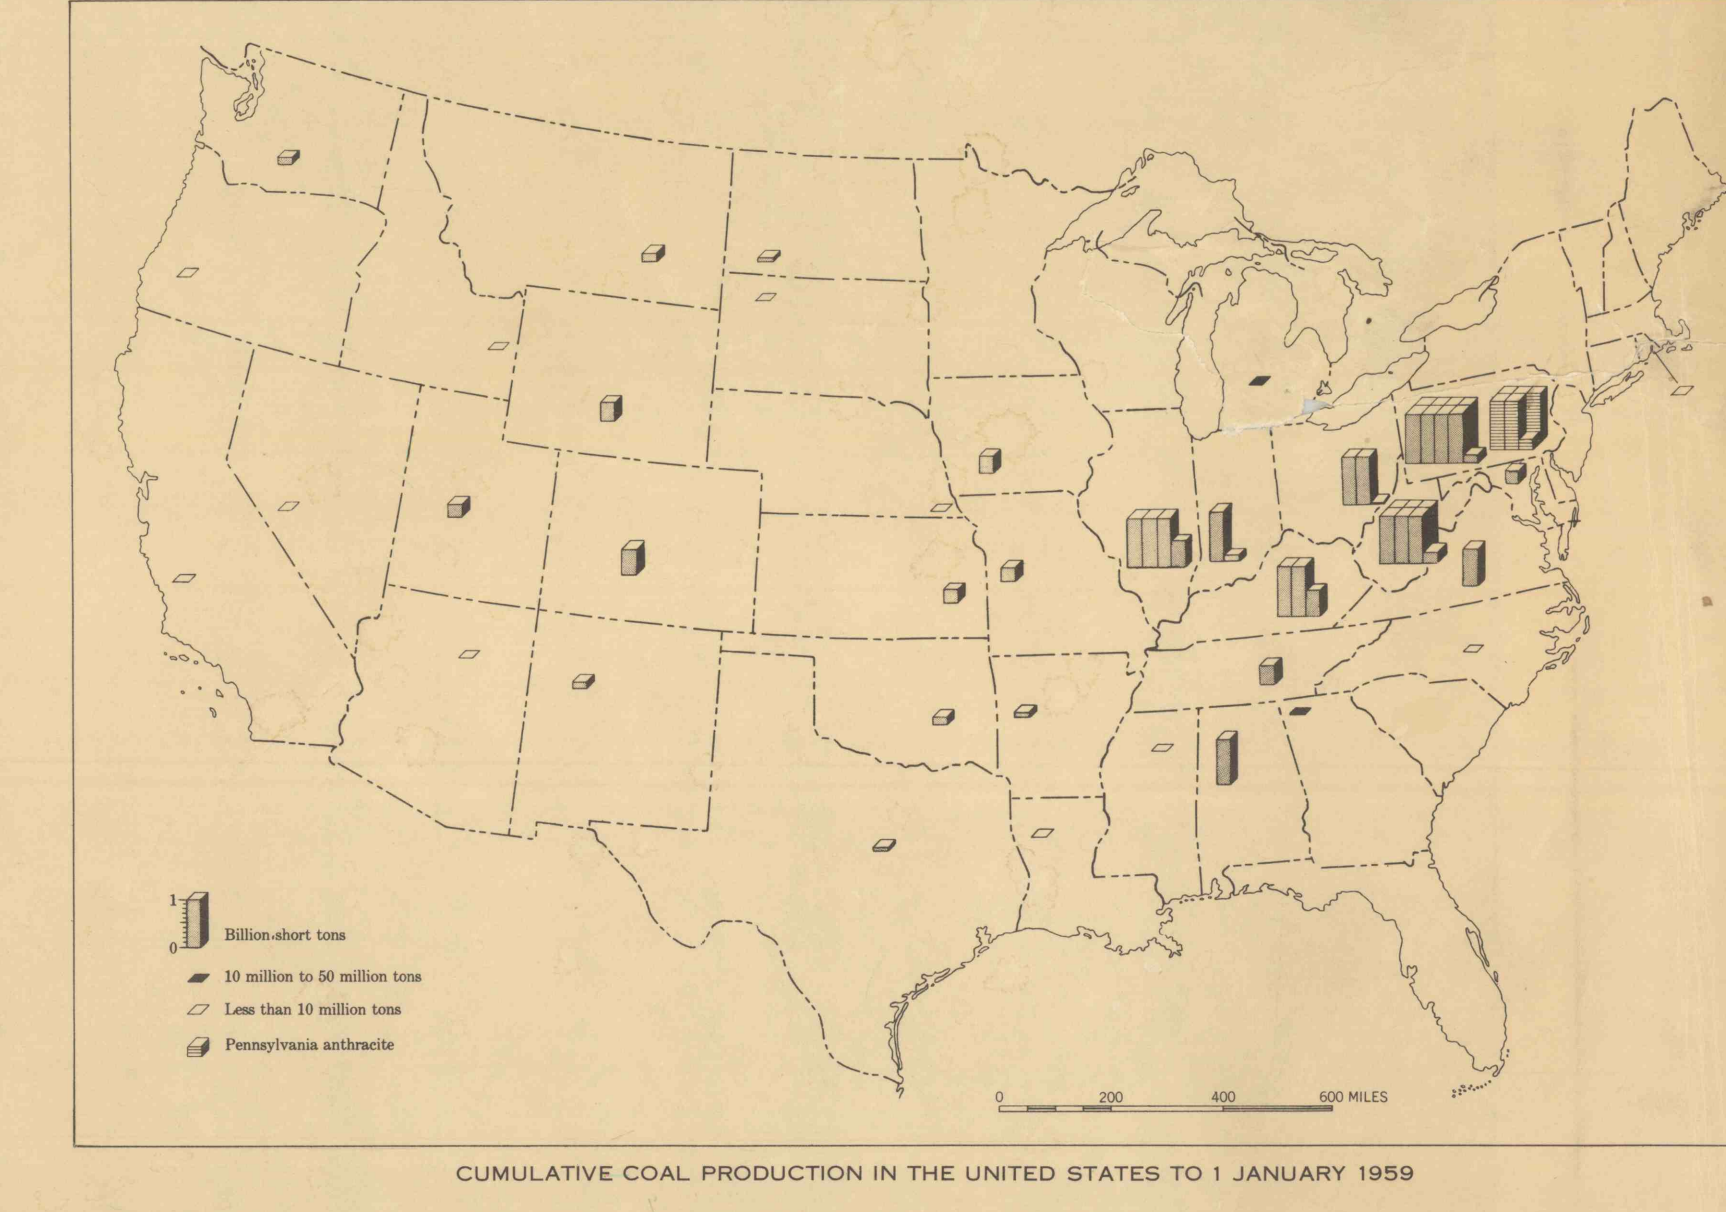 1
0
Billion short tons
10 million to 50 million tons
Less than 10 million tons
Pennsylvania anthracite
0 200 400 600 MILES
CUMULATIVE COAL PRODUCTION IN THE UNITED STATES TO 1 JANUARY 1959